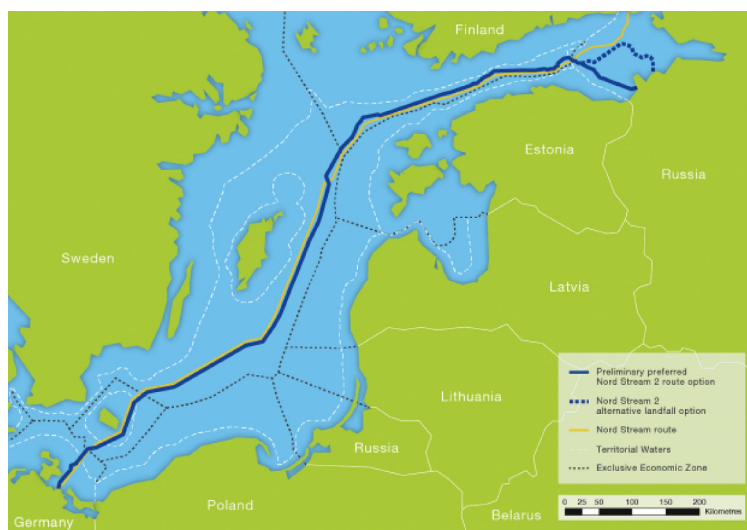 Finland
Estonia
Russia
Sweden
Latvia
Lithuania
Russia
Poland
Germany
Belarus
Preliminary preferred
Nord Stream 2 route option
Nord Stream 2
alternative landfall option
Nord Stream route
Territorial Waters
Exclusive Economic Zone
0 25 50 100 150 200
Kilometres